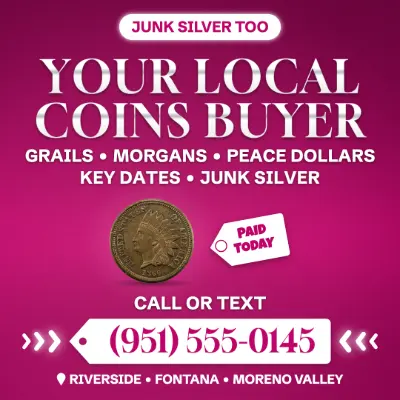 JUNK SILVER TOO
YOUR LOCAL
COINS BUYER
GRAILS • MORGANS • PEACE DOLLARS
KEY DATES • JUNK SILVER
PAID
TODAY
CALL OR TEXT
(951) 555-0145
RIVERSIDE • FONTANA • MORENO VALLEY